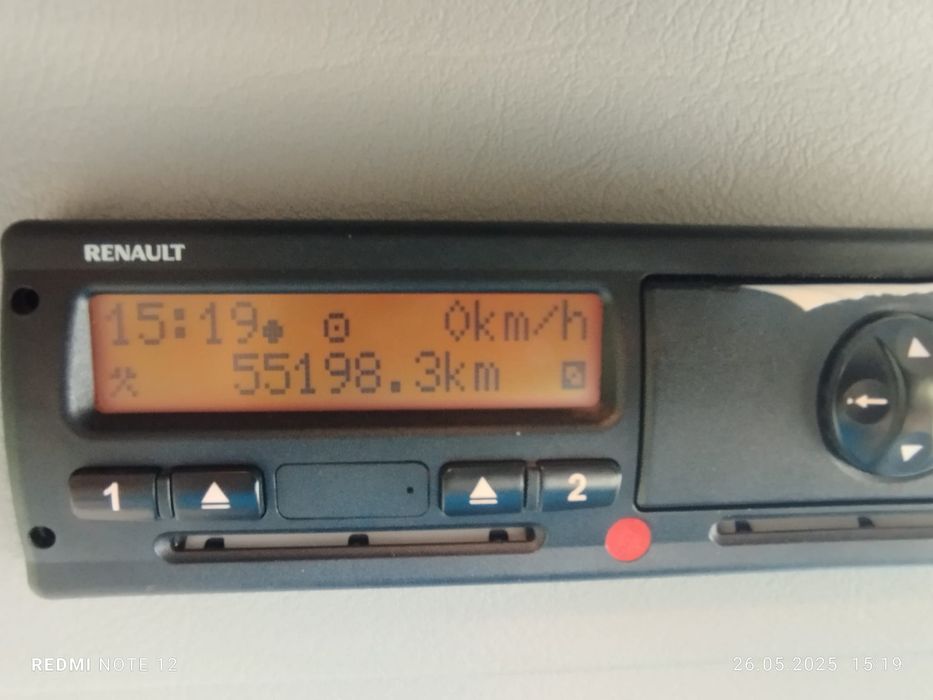 RENAULT
15:19 0km/h
55198.3km
1 2
REDMI NOTE 12 26.05.2025 15:19